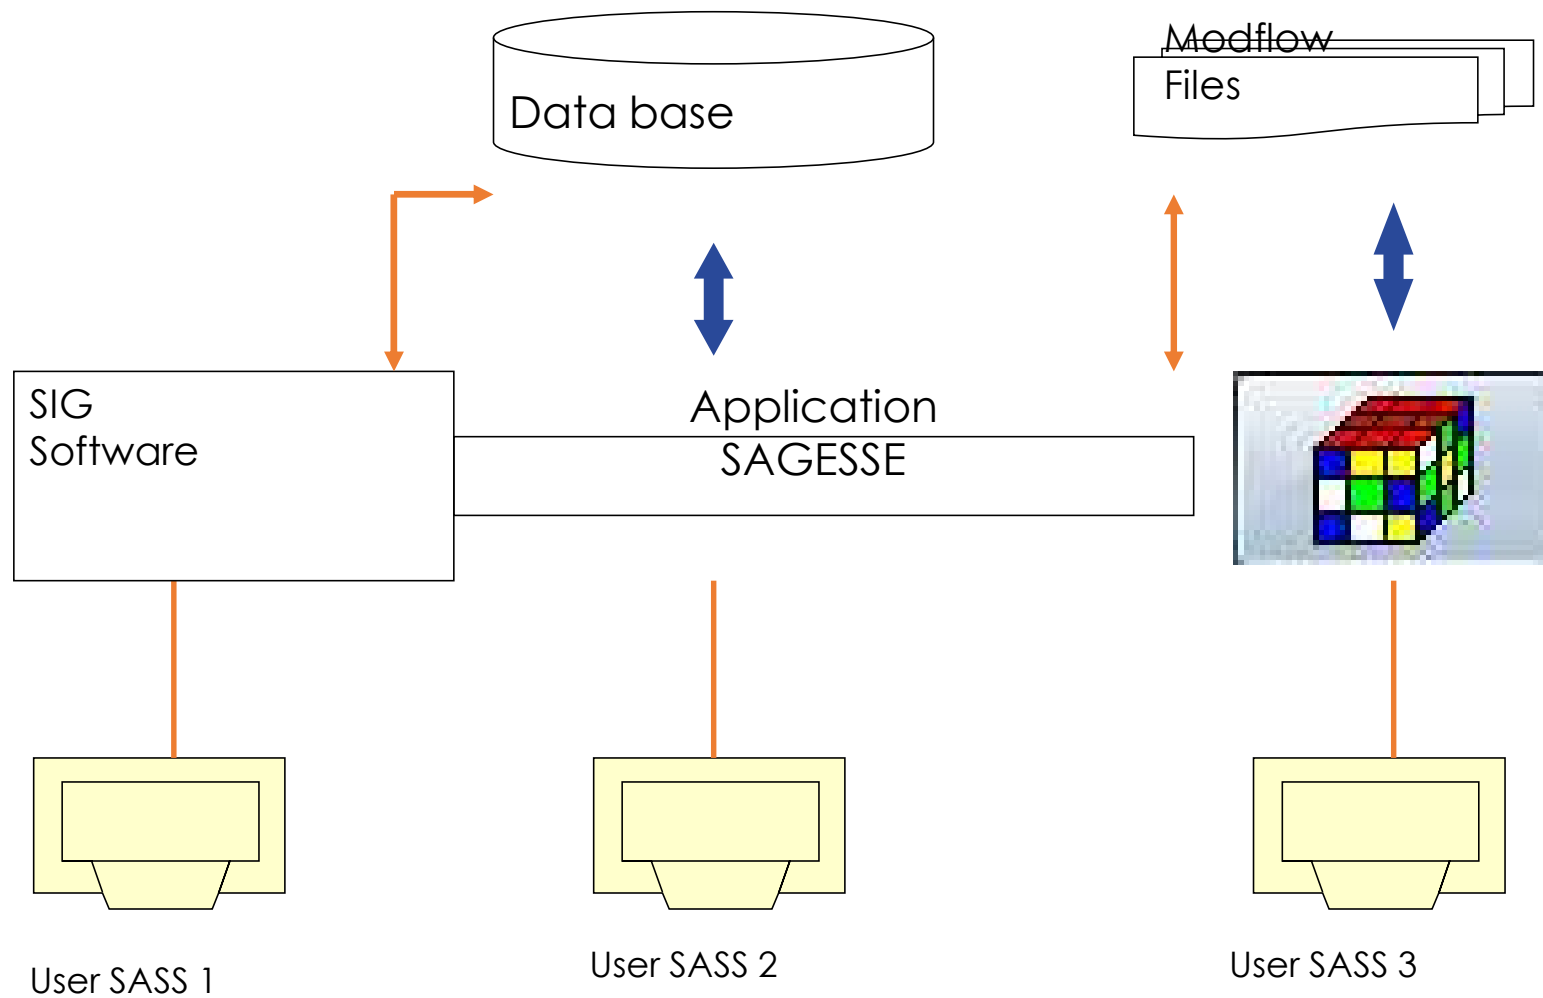 Data base
Modflow
Files
SIG
Software
Application
SAGESSE
User SASS 1
User SASS 2
User SASS 3